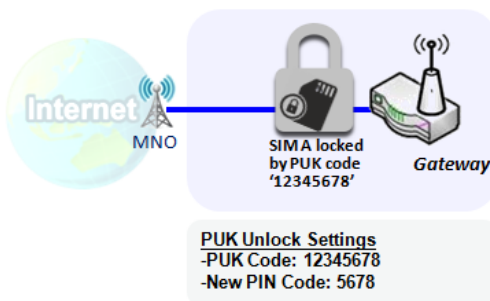 Internet
MNO
SIM A locked
by PUK code
‘12345678’
Gateway
PUK Unlock Settings
-PUK Code: 12345678
-New PIN Code: 5678